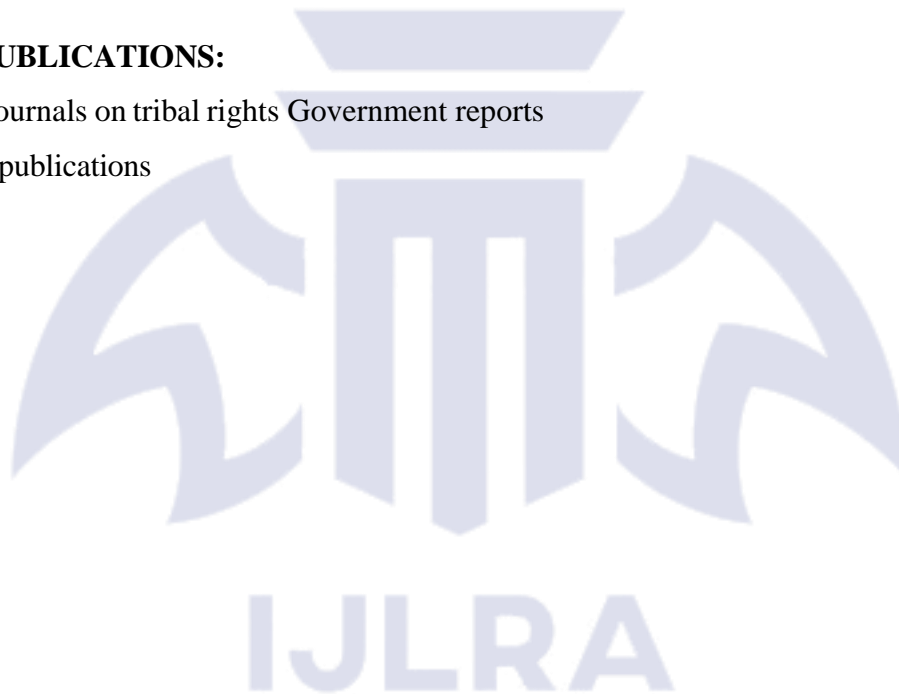 UBLICATIONS:
ournals on tribal rights Government reports
publications
IJLRA